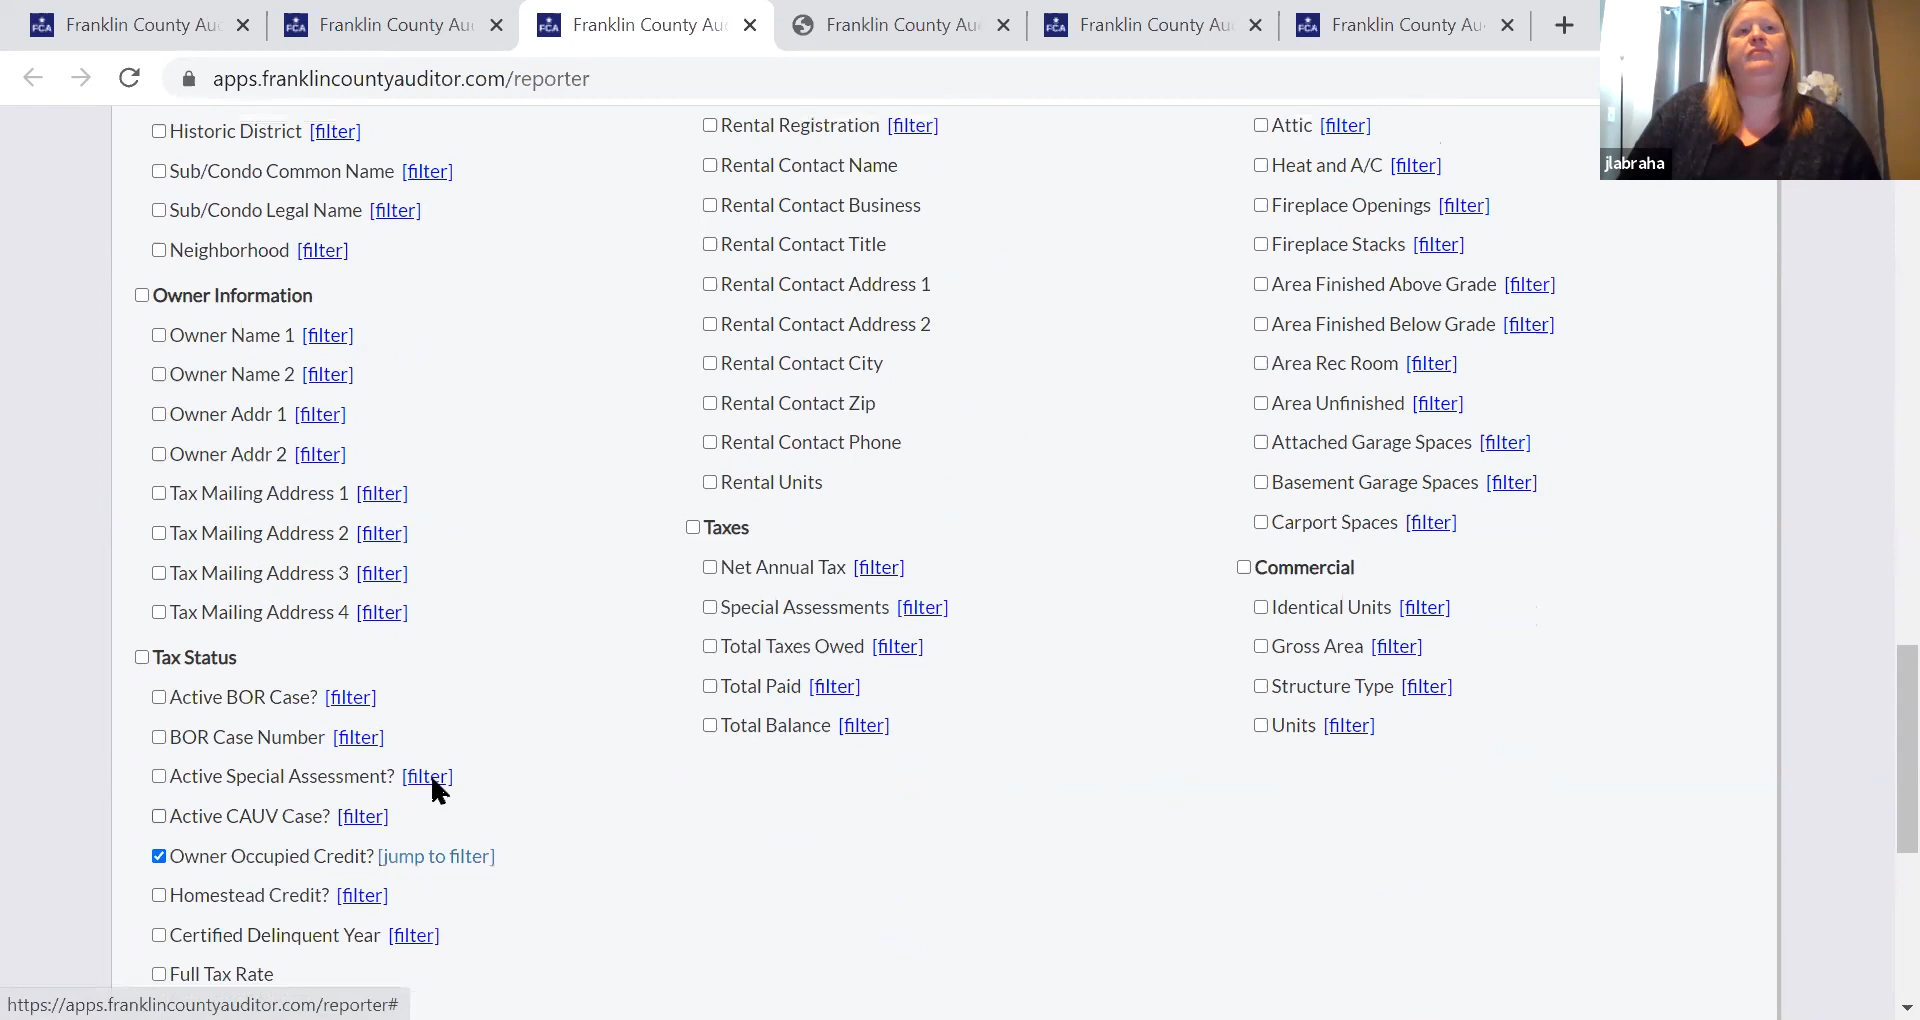 Franklin County Au
Franklin County Au
Franklin County Au
Franklin County Au
Franklin County Au
Franklin County Au
FCA
FCA
FCA
FCA
FCA
apps.franklincountyauditor.com/reporter
jlabraha
Historic District [filter]
Sub/Condo Common Name [filter]
Sub/Condo Legal Name [filter]
Neighborhood [filter]
Owner Information
Owner Name 1 [filter]
Owner Name 2 [filter]
Owner Addr 1 [filter]
Owner Addr 2 [filter]
Tax Mailing Address 1 [filter]
Tax Mailing Address 2 [filter]
Tax Mailing Address 3 [filter]
Tax Mailing Address 4 [filter]
Tax Status
Active BOR Case? [filter]
BOR Case Number [filter]
Active Special Assessment? [filter]
Active CAUV Case? [filter]
Owner Occupied Credit? [jump to filter]
Homestead Credit? [filter]
Certified Delinquent Year [filter]
Full Tax Rate
Rental Registration [filter]
Rental Contact Name
Rental Contact Business
Rental Contact Title
Rental Contact Address 1
Rental Contact Address 2
Rental Contact City
Rental Contact Zip
Rental Contact Phone
Rental Units
Taxes
Net Annual Tax [filter]
Special Assessments [filter]
Total Taxes Owed [filter]
Total Paid [filter]
Total Balance [filter]
Attic [filter]
Heat and A/C [filter]
Fireplace Openings [filter]
Fireplace Stacks [filter]
Area Finished Above Grade [filter]
Area Finished Below Grade [filter]
Area Rec Room [filter]
Area Unfinished [filter]
Attached Garage Spaces [filter]
Basement Garage Spaces [filter]
Carport Spaces [filter]
Commercial
Identical Units [filter]
Gross Area [filter]
Structure Type [filter]
Units [filter]
https://apps.franklincountyauditor.com/reporter#